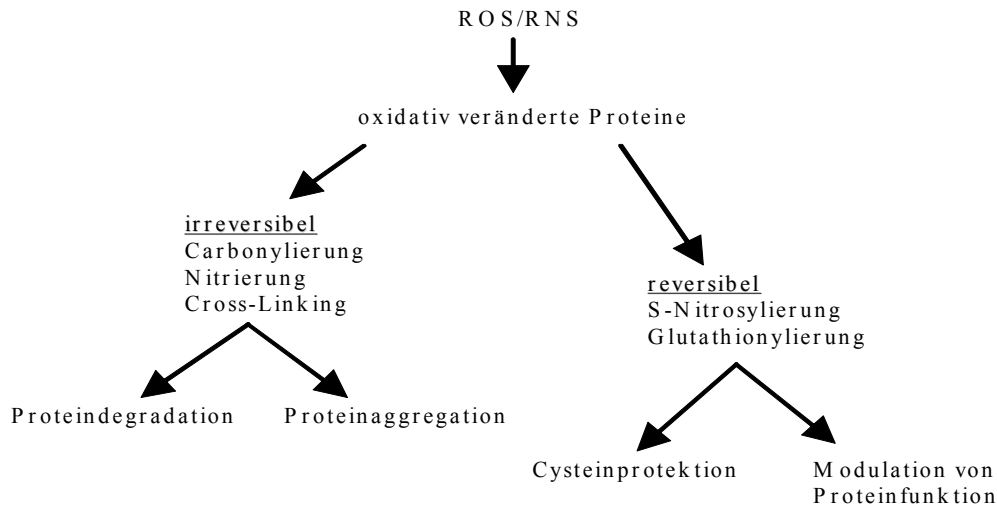 ROS/RNS
oxidativ veränderte Proteine
irreversibel
Carbonylierung
Nitrierung
Cross-Linking
reversibel
S-Nitrosylierung
Glutathionylierung
Proteindegradation
Proteinaggregation
Cysteinprotektion
Modulation von
Proteinfunktion